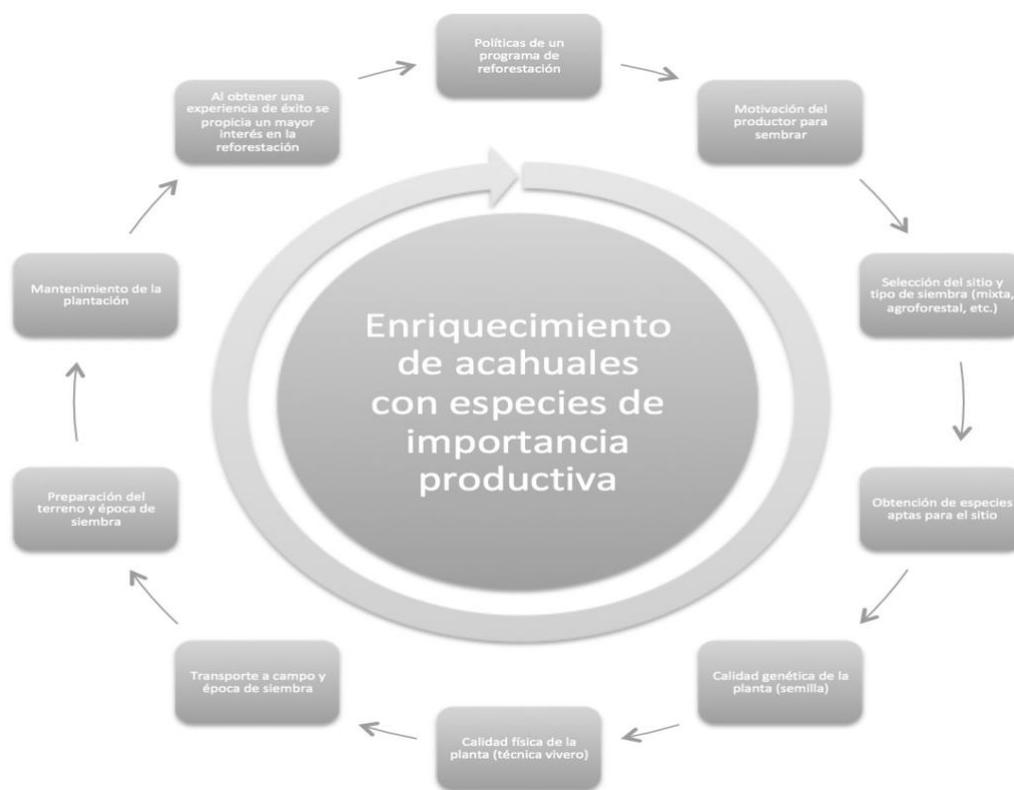 Políticas de un
programa de
reforestación
Motivación del
productor para
sembrar
Selección del sitio y
tipo de siembra (mixta,
agroforestal, etc.)
Obtención de especies
aptas para el sitio
Calidad genética de la
planta (semilla)
Calidad física de la
planta (técnica vivero)
Transporte a campo y
época de siembra
Preparación del
terreno y época de
siembra
Mantenimiento de la
plantación
Al obtener una
experiencia de éxito se
propicia un mayor
interés en la
reforestación
Enriquecimiento
de acahuales
con especies de
importancia
productiva